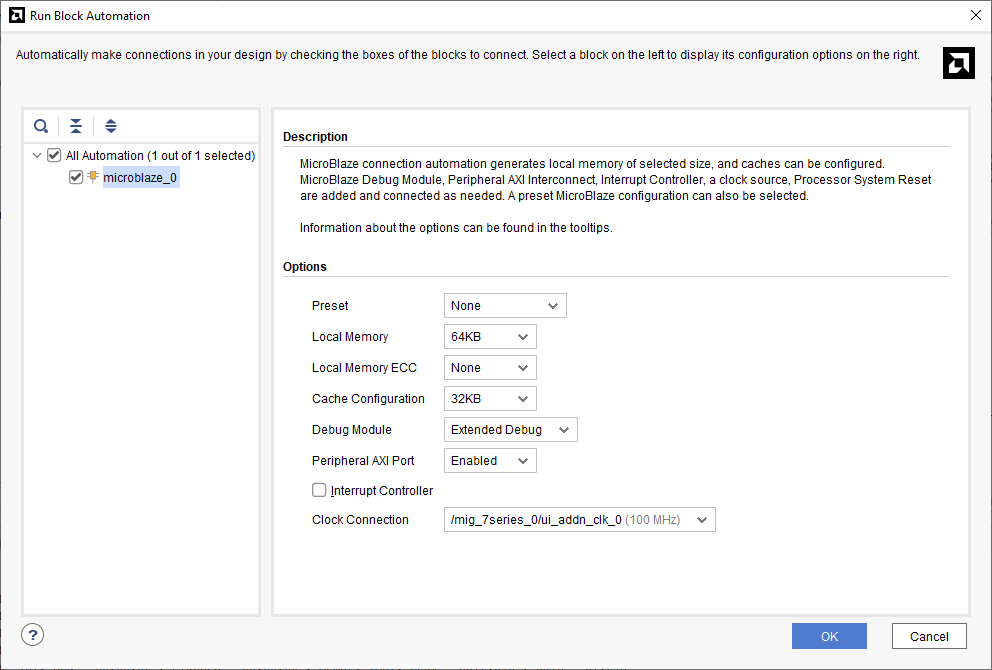 Run Block Automation
Automatically make connections in your design by checking the boxes of the blocks to connect. Select a block on the left to display its configuration options on the right.
All Automation (1 out of 1 selected)
microblaze_0
Description
MicroBlaze connection automation generates local memory of selected size, and caches can be configured.
MicroBlaze Debug Module, Peripheral AXI Interconnect, Interrupt Controller, a clock source, Processor System Reset
are added and connected as needed. A preset MicroBlaze configuration can also be selected.
Information about the options can be found in the tooltips.
Options
Preset None
Local Memory 64KB
Local Memory ECC None
Cache Configuration 32KB
Debug Module Extended Debug
Peripheral AXI Port Enabled
Interrupt Controller
Clock Connection /mig_7series_0/ui_addn_clk_0 (100 MHz)
? OK Cancel